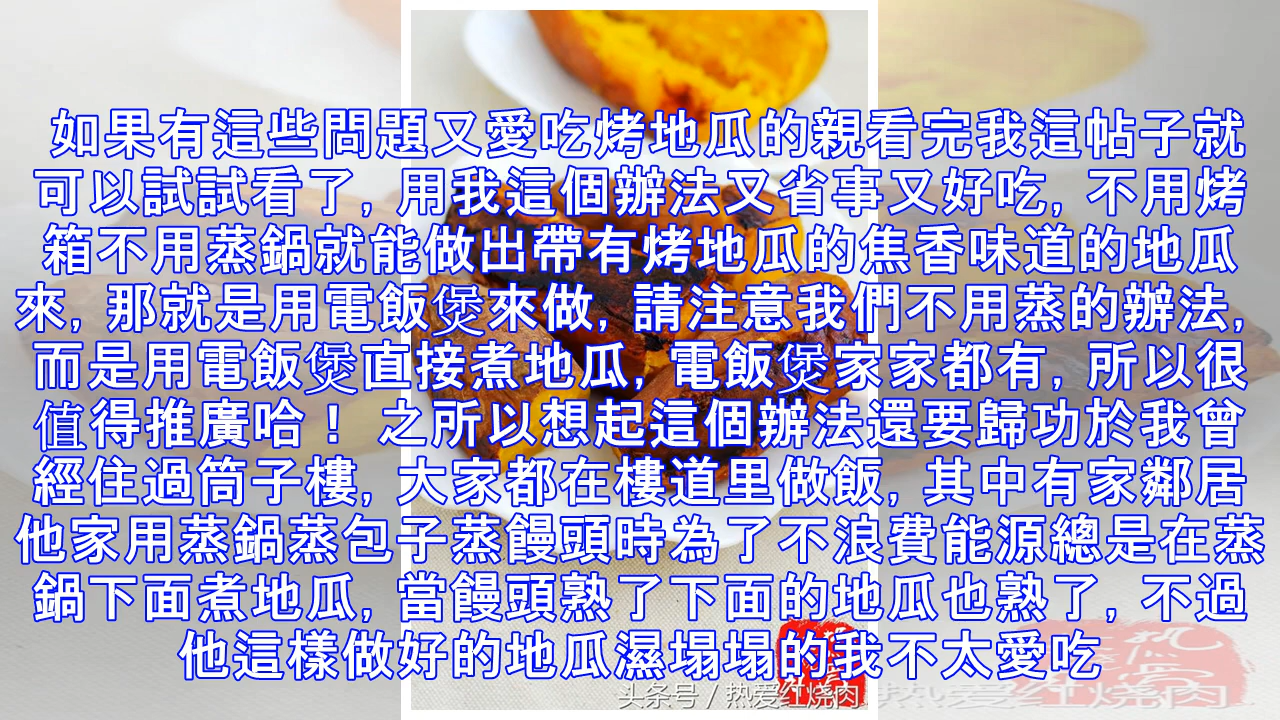 如果有這些問題又愛吃烤地瓜的親看完我這帖子就
可以試試看了, 用我這個辦法又省事又好吃, 不用烤
箱不用蒸鍋就能做出帶有烤地瓜的焦香味道的地瓜
來, 那就是用電飯煲來做, 請注意我們不用蒸的辦法,
而是用電飯煲直接煮地瓜, 電飯煲家家都有, 所以很
值得推廣哈！ 之所以想起這個辦法還要歸功於我曾
經住過筒子樓, 大家都在樓道里做飯, 其中有家鄰居
他家用蒸鍋蒸包子蒸饅頭時為了不浪費能源總是在蒸
鍋下面煮地瓜, 當饅頭熟了下面的地瓜也熟了, 不過
他這樣做好的地瓜濕塌塌的我不太愛吃
头条号 / 热爱红烧肉
热爱红烧肉